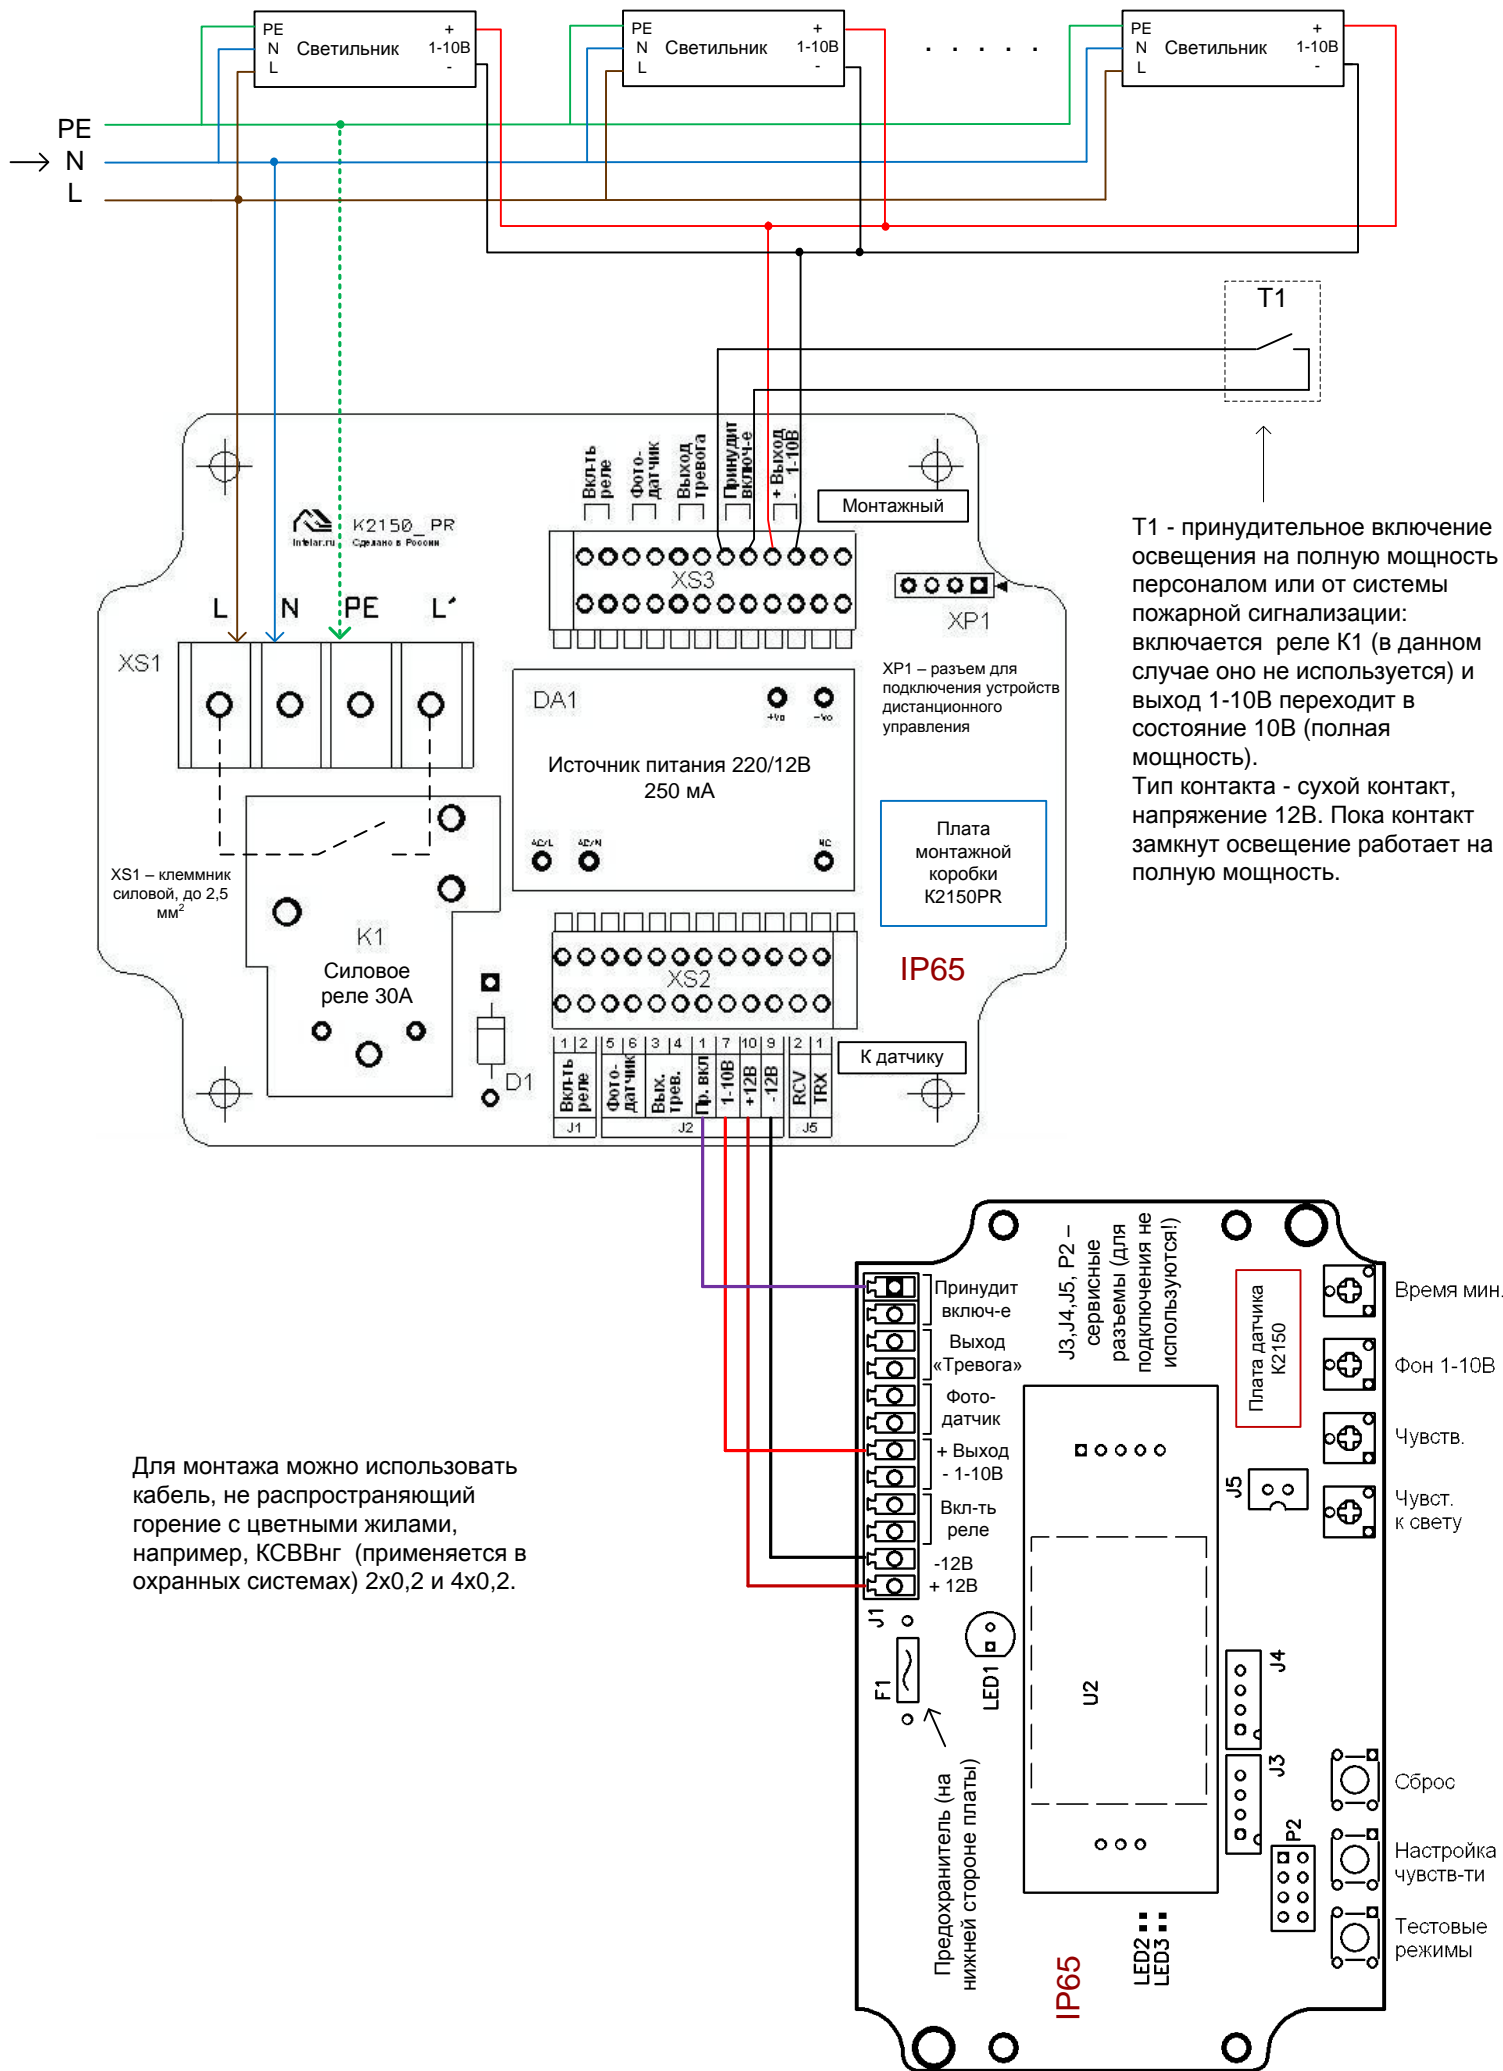 PE
N
L
Светильник
+
1-10В
-
PE
N
L
Светильник
+
1-10В
-
. . . . .
PE
N
L
Светильник
+
1-10В
-
PE
N
L
T1
T1 - принудительное включение
освещения на полную мощность
персоналом или от системы
пожарной сигнализации:
включается реле К1 (в данном
случае оно не используется) и
выход 1-10В переходит в
состояние 10В (полная
мощность).
Тип контакта - сухой контакт,
напряжение 12В. Пока контакт
замкнут освещение работает на
полную мощность.
Intelar.ru
K2150_PR
Сделано в России
Вкл-ть
реле
Фото-
датчик
Выход
тревога
Принудит
включ-е
+ Выход
- 1-10В
Монтажный
XS3
XP1
L N PE L´
XS1
XP1 – разъем для
подключения устройств
дистанционного
управления
DA1
+Vo
-Vo
Источник питания 220/12В
250 мА
AC/L
AC/N
NC
Плата
монтажной
коробки
К2150PR
XS1 – клеммник
силовой, до 2,5
мм²
K1
Силовое
реле 30А
IP65
XS2
D1
1 2 5 6 3 4 1 7 10 9 2 1
Вкл-ть
реле
Фото-
датчик
Вых.
трев.
Пр. вкл
1-10В
+12В
-12В
RCV
TRX
J1 J2 J5
К датчику
Принудит
включ-е
Выход
«Тревога»
Фото-
датчик
+ Выход
- 1-10В
Вкл-ть
реле
-12В
+ 12В
J3,J4,J5, P2 –
сервисные
разъемы (для
подключения не
используются!)
Плата датчика
К2150
Время мин.
Фон 1-10В
Чувств.
Чувст.
к свету
J5
Для монтажа можно использовать
кабель, не распространяющий
горение с цветными жилами,
например, КСВВнг (применяется в
охранных системах) 2х0,2 и 4х0,2.
J1
F1
LED1
U2
J4
J3
P2
Предохранитель (на
нижней стороне платы)
LED2
LED3
IP65
Сброс
Настройка
чувств-ти
Тестовые
режимы